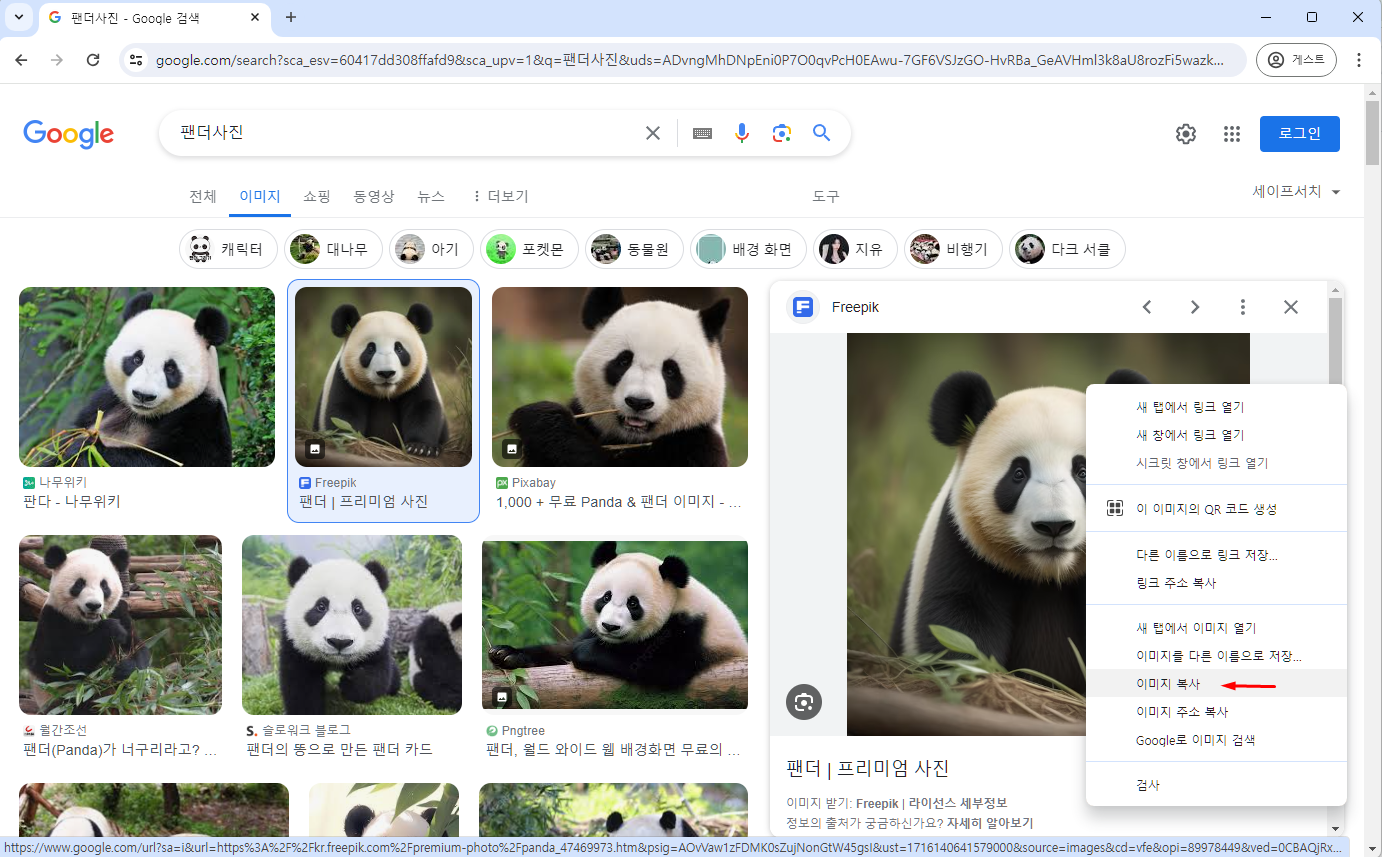 팬더사진 - Google 검색
google.com/search?sca_esv=60417dd308ffafd9&sca_upv=1&q=팬더사진&uds=ADvngMhDNpEni0P7O0qvPcH0EAwu-7GF6VSJzGO-HvRBa_GeAVHml3k8aU8rozFi5wazk...
게스트
Google
팬더사진
로그인
전체 이미지 쇼핑 동영상 뉴스 더보기 도구 세이프서치
캐릭터 대나무 아기 포켓몬 동물원 배경 화면 지유 비행기 다크 서클
나무위키
판다 - 나무위키
Freepik
팬더 | 프리미엄 사진
Pixabay
1,000 + 무료 Panda & 팬더 이미지 - ...
월간조선
팬더(Panda)가 너구리라고? ...
S. 슬로워크 블로그
팬더의 똥으로 만든 팬더 카드
Pngtree
팬더, 월드 와이드 웹 배경화면 무료의 ...
Freepik
새 탭에서 링크 열기
새 창에서 링크 열기
시크릿 창에서 링크 열기
이 이미지의 QR 코드 생성
다른 이름으로 링크 저장...
링크 주소 복사
새 탭에서 이미지 열기
이미지를 다른 이름으로 저장...
이미지 복사
이미지 주소 복사
Google로 이미지 검색
검사
팬더 | 프리미엄 사진
이미지 받기: Freepik | 라이선스 세부정보
정보의 출처가 궁금하신가요? 자세히 알아보기
https://www.google.com/url?sa=i&url=https%3A%2F%2Fkr.freepik.com%2Fpremium-photo%2Fpanda_47469973.htm&psig=AOvVaw1zFDMK0sZujNonGtW45gsI&ust=1716140641579000&source=images&cd=vfe&opi=89978449&ved=0CBAQjRx...